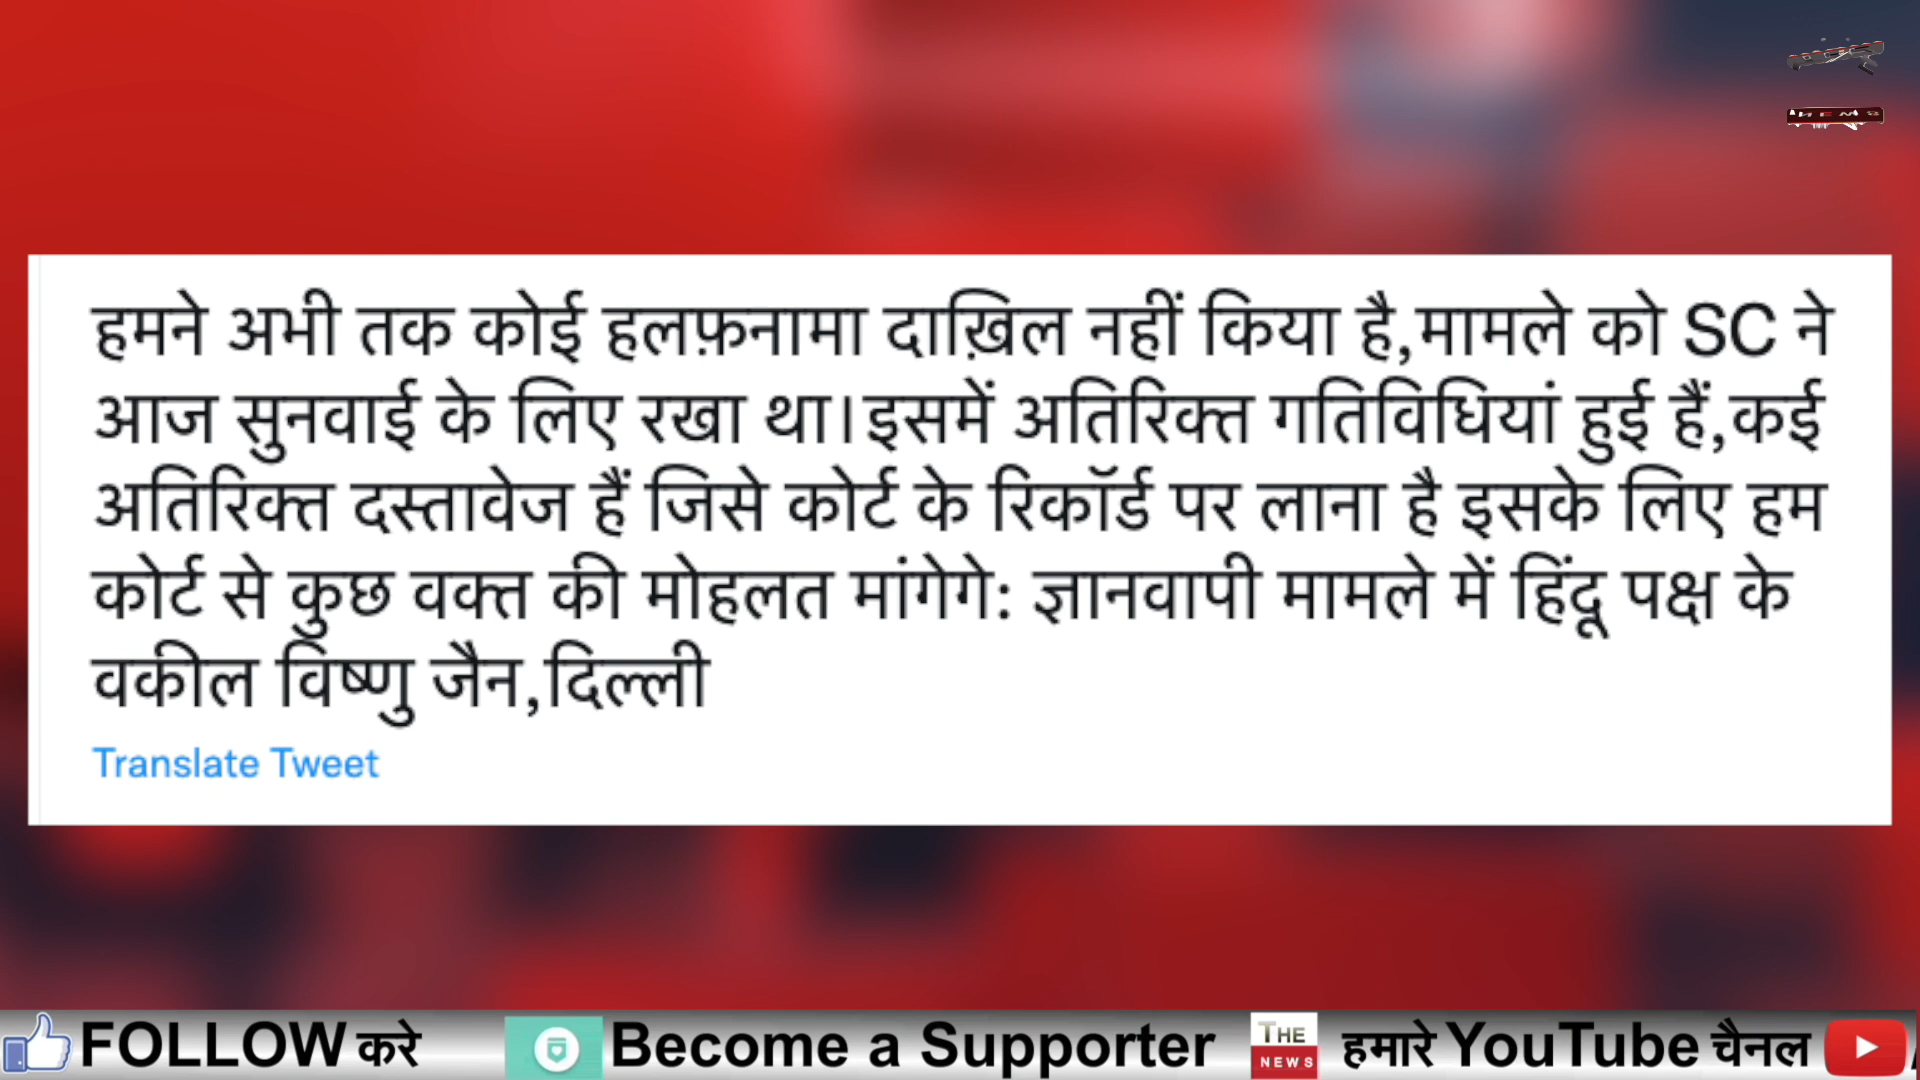 हमने अभी तक कोई हलफ़नामा दाख़िल नहीं किया है,मामले को SC ने
आज सुनवाई के लिए रखा था।इसमें अतिरिक्त गतिविधियां हुई हैं,कई
अतिरिक्त दस्तावेज हैं जिसे कोर्ट के रिकॉर्ड पर लाना है इसके लिए हम
कोर्ट से कुछ वक्त की मोहलत मांगेगे: ज्ञानवापी मामले में हिंदू पक्ष के
वकील विष्णु जैन,दिल्ली
Translate Tweet
FOLLOW करे Become a Supporter THE NEWS हमारे YouTube चैनल